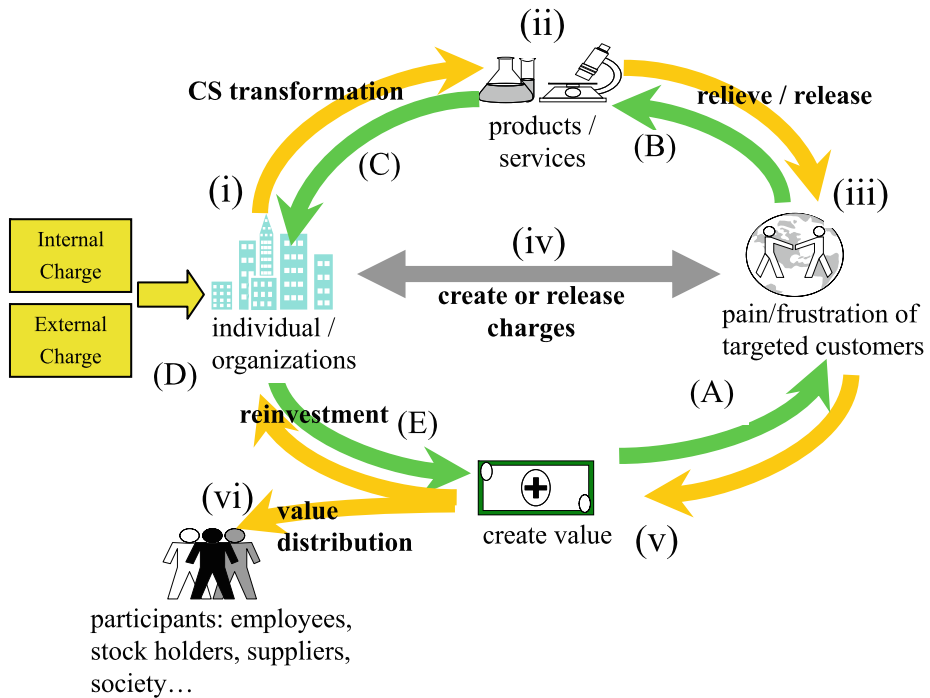 (ii)
CS transformation
relieve / release
products /
services
(B)
(C)
(i)
(iii)
Internal
Charge
(iv)
create or release
charges
External
Charge
individual /
organizations
pain/frustration of
targeted customers
(D)
(A)
reinvestment
(E)
(vi)
value
distribution
create value
(v)
participants: employees,
stock holders, suppliers,
society…